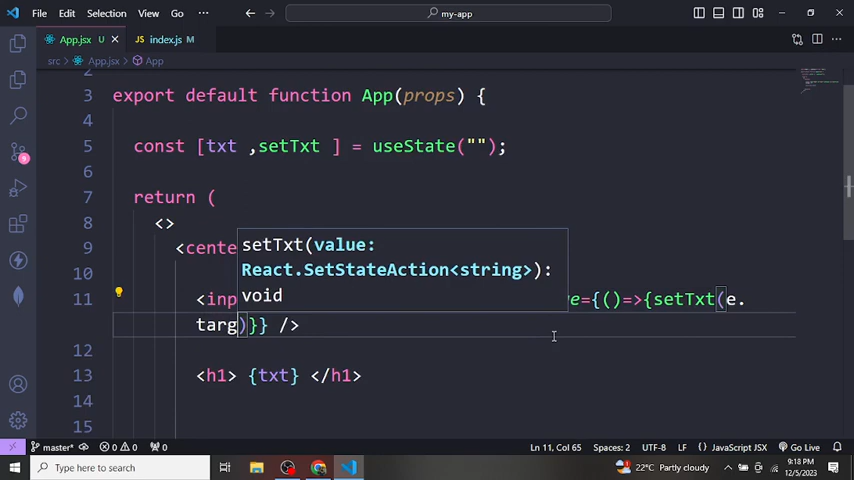 File Edit Selection View Go ··· my-app
App.jsx U × JS index.js M ···
src > App.jsx > App
2
3 export default function App(props) {
4
5 const [txt ,setTxt ] = useState("");
6
7 return (
8 <>
9 <cente
setTxt(value:
React.SetStateAction<string>):
void
10
11 <inp e={()=>{setTxt(e.
targ)}} />
12
13 <h1> {txt} </h1>
14
15
9
master* 0 0 0 Ln 11, Col 65 Spaces: 2 UTF-8 LF {} JavaScript JSX Go Live
Type here to search 22°C Partly cloudy 9:18 PM
12/5/2023